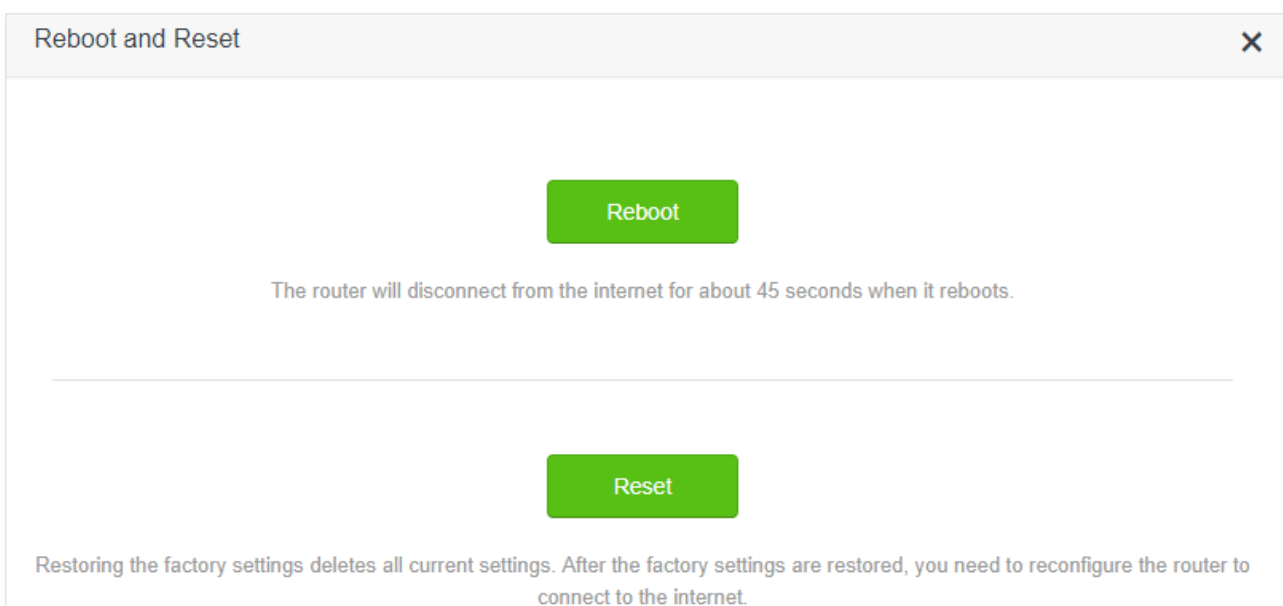 Reboot and Reset
Reboot
The router will disconnect from the internet for about 45 seconds when it reboots.
Reset
Restoring the factory settings deletes all current settings. After the factory settings are restored, you need to reconfigure the router to
connect to the internet.